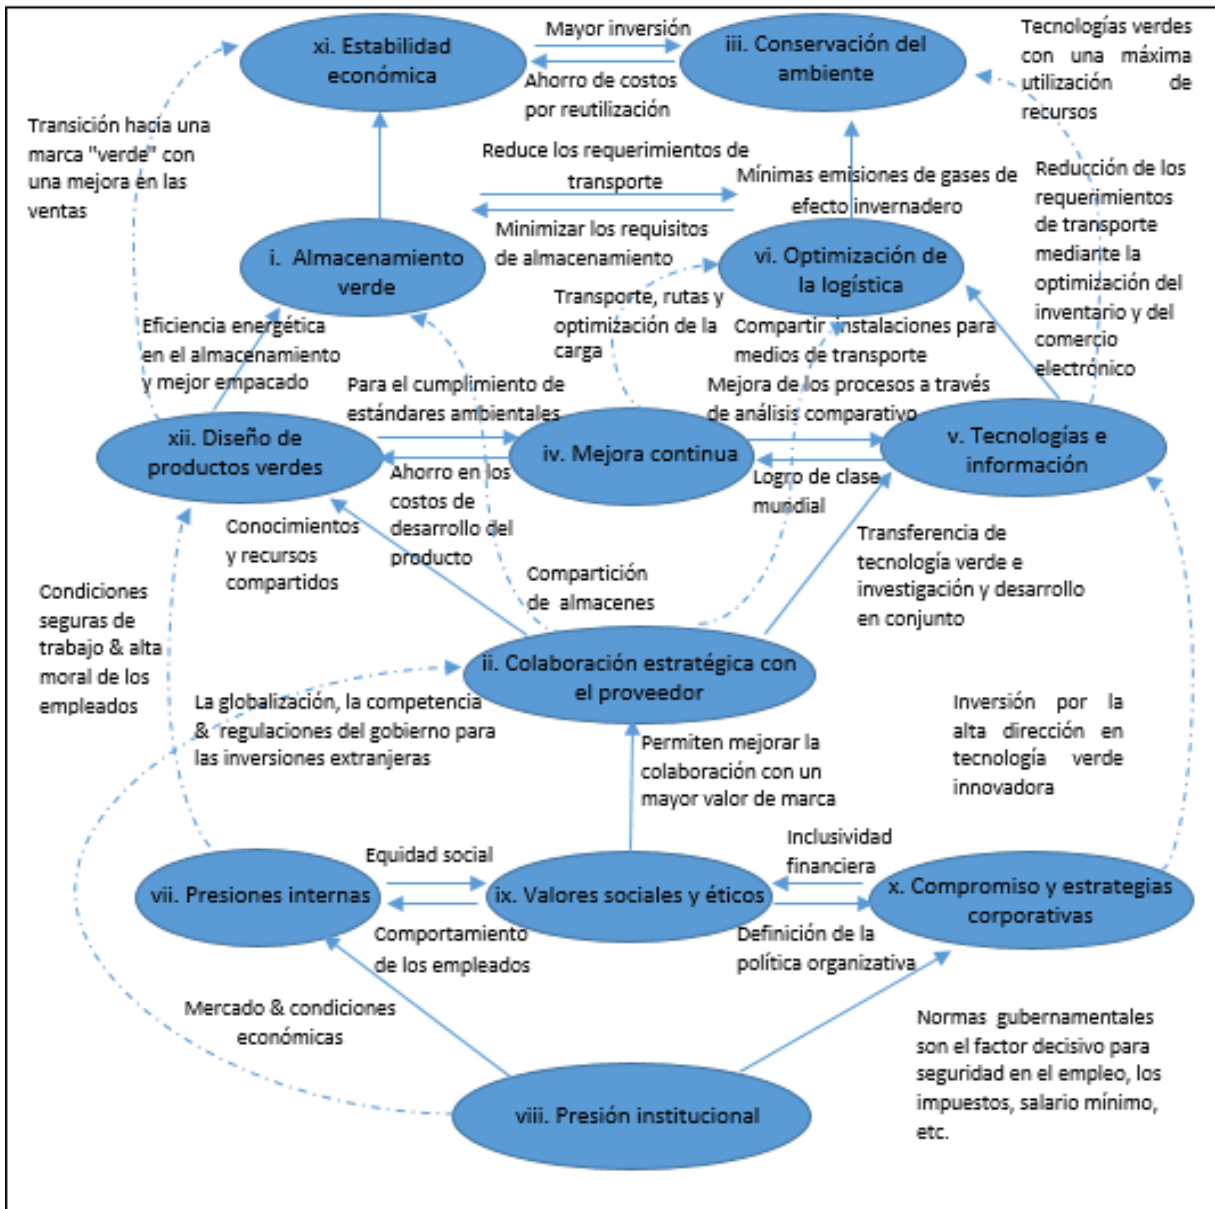 xi. Estabilidad
económica
Mayor inversión
Ahorro de costos
por reutilización
iii. Conservación del
ambiente
Tecnologías verdes
con una máxima
utilización de
recursos
Transición hacia una
marca "verde" con
una mejora en las
ventas
Reduce los requerimientos de
transporte
Minimizar los requisitos
de almacenamiento
Mínimas emisiones de gases de
efecto invernadero
Reducción de los
requerimientos
de transporte
mediante la
optimización del
inventario y del
comercio
electrónico
i. Almacenamiento
verde
vi. Optimización de
la logística
Eficiencia energética
en el almacenamiento
y mejor empacado
Transporte, rutas y
optimización de la
carga
Compartir instalaciones para
medios de transporte
Para el cumplimiento de
estándares ambientales
Mejora de los procesos a través
de análisis comparativo
xii. Diseño de
productos verdes
iv. Mejora continua
v. Tecnologías e
información
Ahorro en los
costos de
desarrollo del
producto
Logro de clase
mundial
Conocimientos
y recursos
compartidos
Transferencia de
tecnología verde e
investigación y desarrollo
en conjunto
Compartición
de almacenes
Condiciones
seguras de
trabajo & alta
moral de los
empleados
ii. Colaboración estratégica con
el proveedor
La globalización, la competencia
& regulaciones del gobierno para
las inversiones extranjeras
Permiten mejorar la
colaboración con un
mayor valor de marca
Inversión por la
alta dirección en
tecnología verde
innovadora
Equidad social
Inclusividad
financiera
vii. Presiones internas
ix. Valores sociales y éticos
x. Compromiso y estrategias
corporativas
Comportamiento
de los empleados
Definición de la
política organizativa
Mercado & condiciones
económicas
Normas gubernamentales
son el factor decisivo para
seguridad en el empleo, los
impuestos, salario mínimo,
etc.
viii. Presión institucional